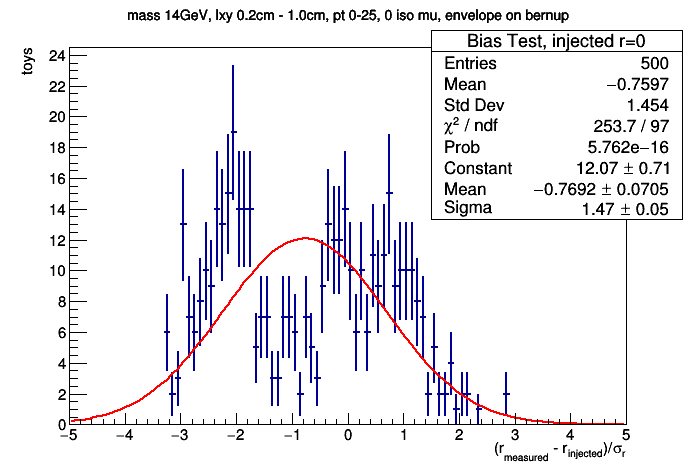 mass 14GeV, lxy 0.2cm - 1.0cm, pt 0-25, 0 iso mu, envelope on bernup
Bias Test, injected r=0
Entries 500
Mean −0.7597
Std Dev 1.454
χ² / ndf 253.7 / 97
Prob 5.762e−16
Constant 12.07 ± 0.71
Mean −0.7692 ± 0.0705
Sigma 1.47 ± 0.05
toys
24
22
20
18
16
14
12
10
8
6
4
2
0
−5 −4 −3 −2 −1 0 1 2 3 4 5
(r_measured - r_injected)/σ_r